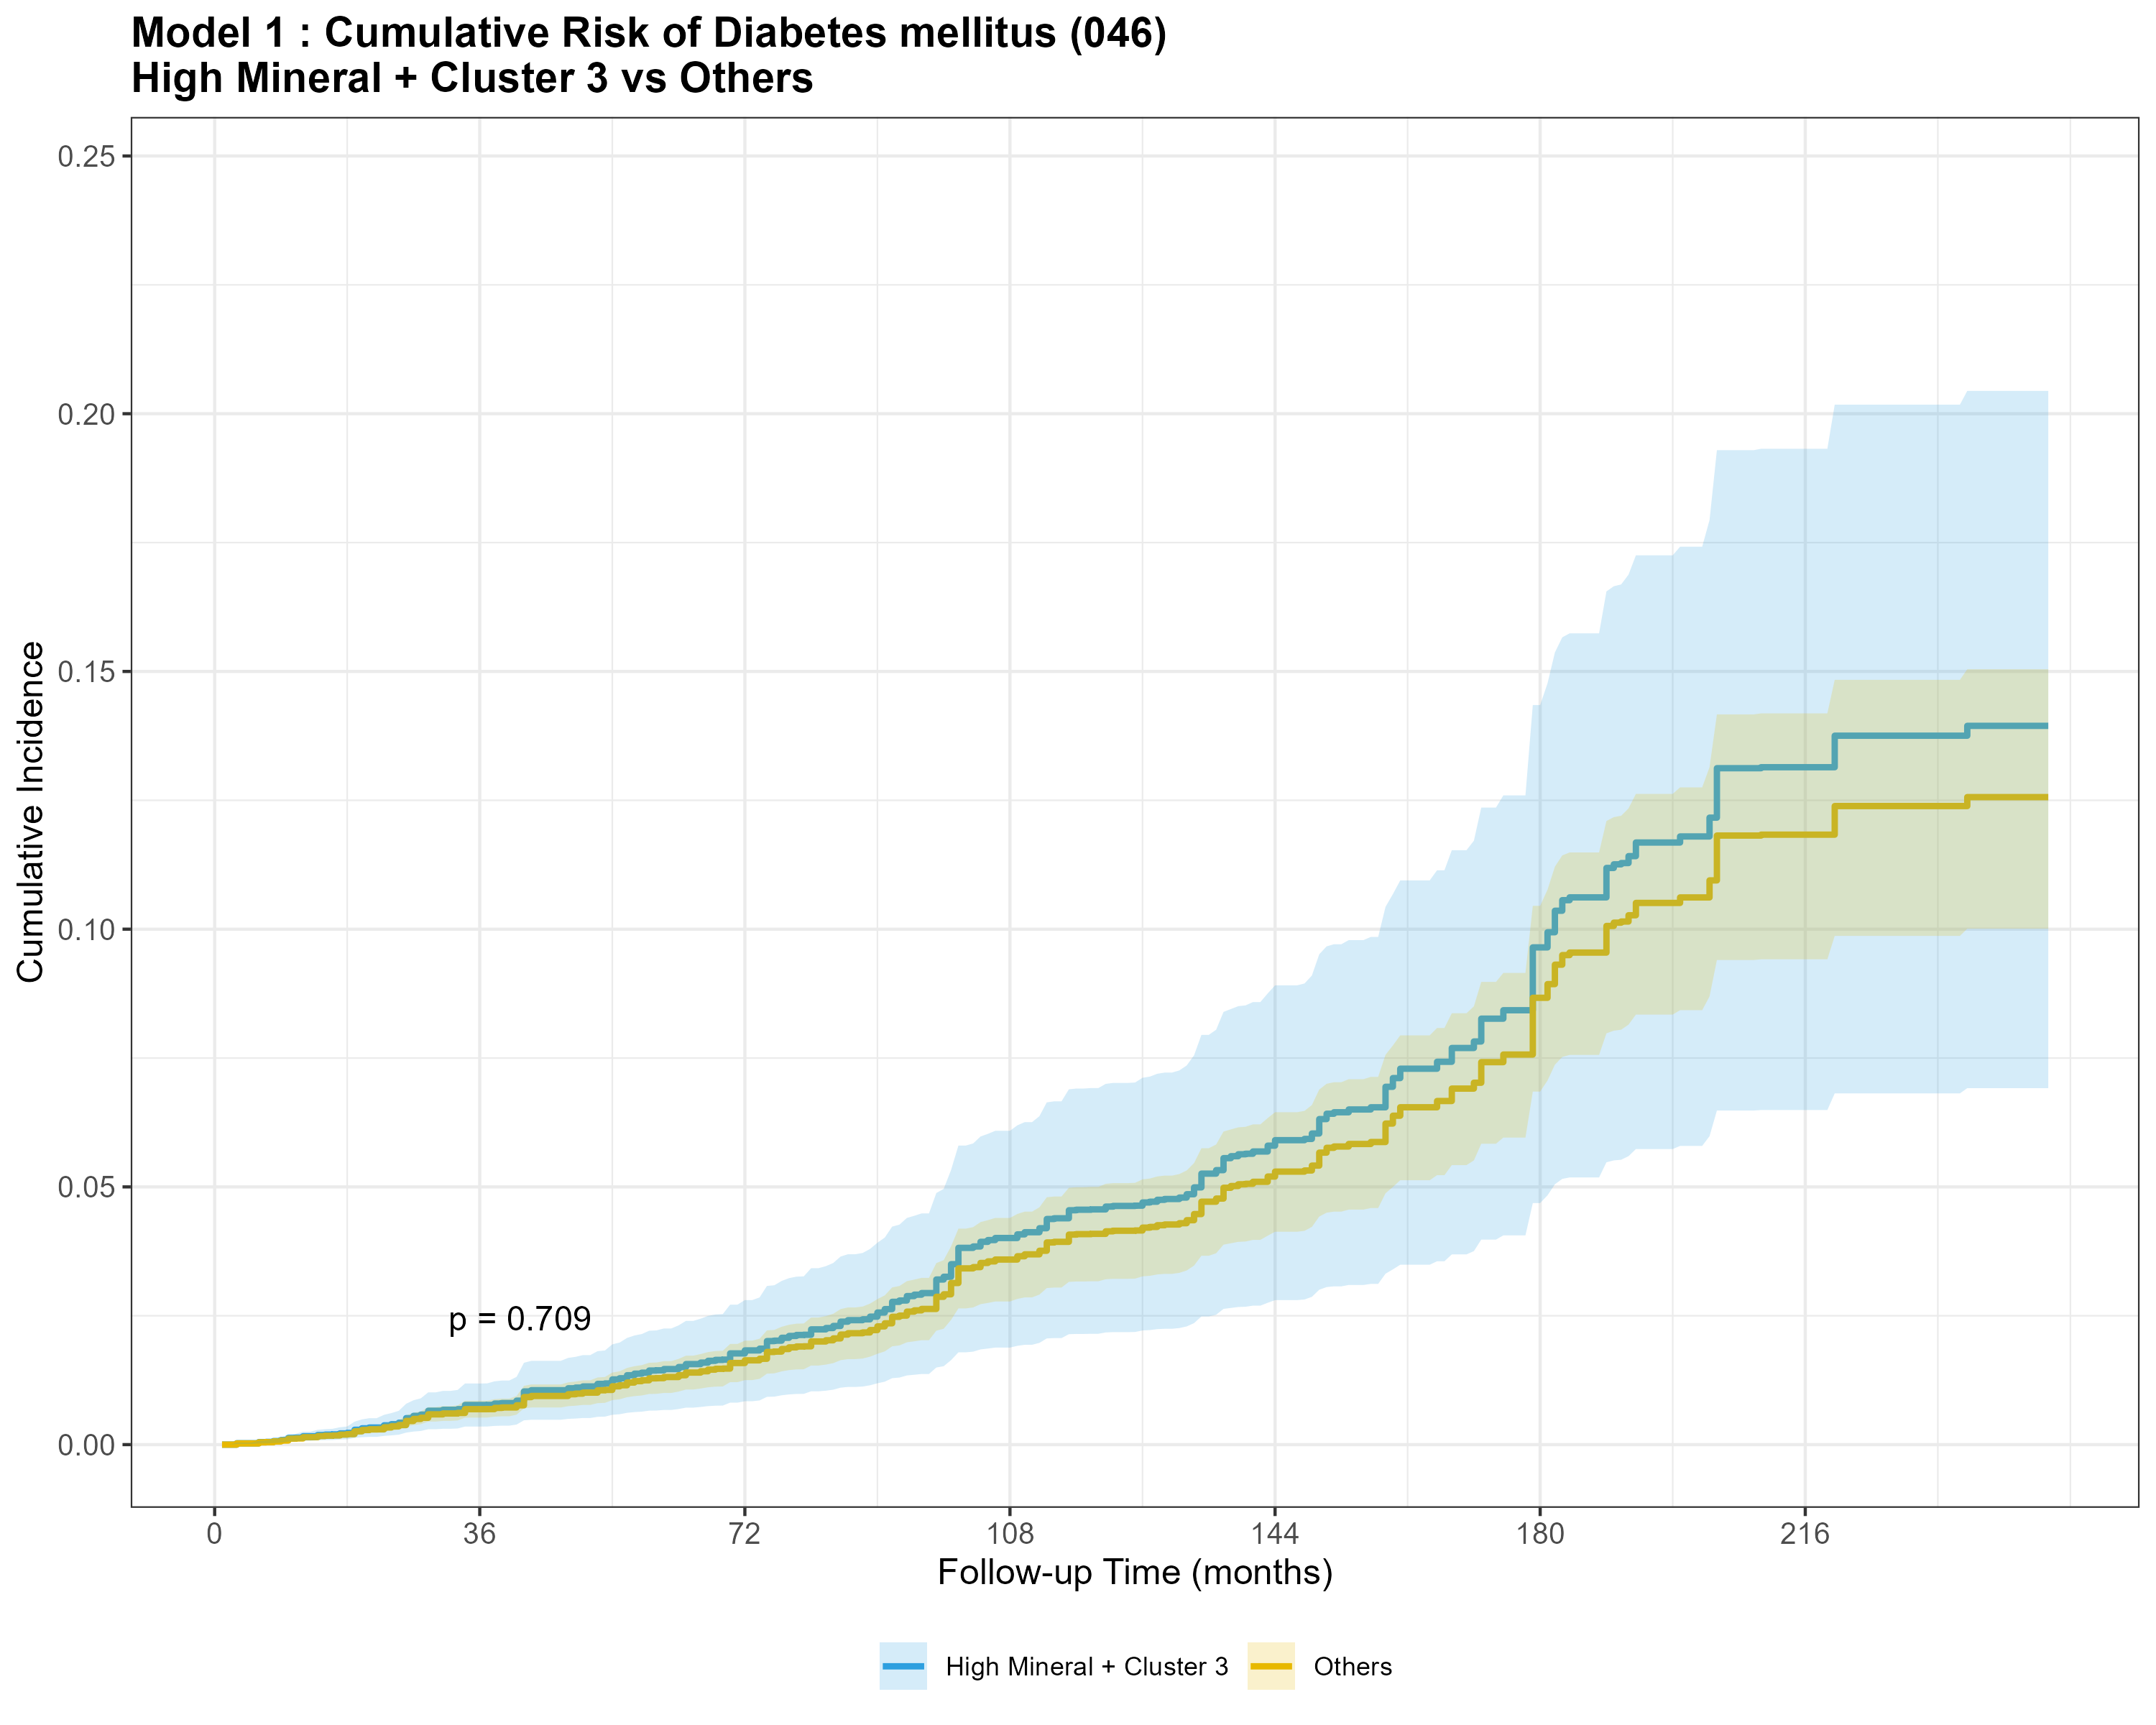 Model 1 : Cumulative Risk of Diabetes mellitus (046)
High Mineral + Cluster 3 vs Others
0.25
0.20
0.15
0.10
0.05
0.00
Cumulative Incidence
p = 0.709
0 36 72 108 144 180 216
Follow-up Time (months)
High Mineral + Cluster 3 Others